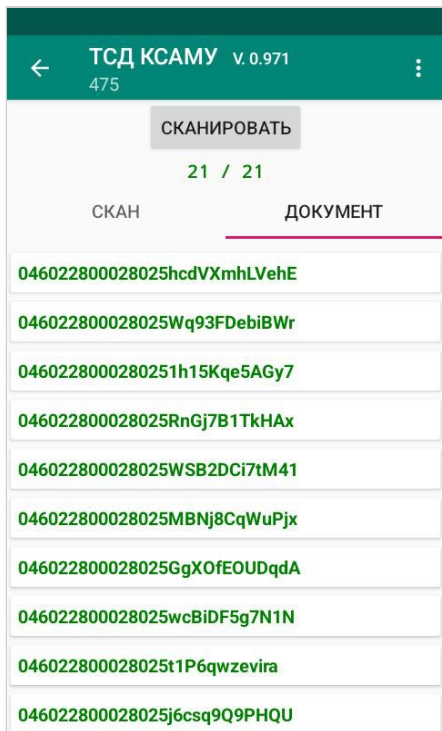 ТСД КСАМУ V. 0.971
475
СКАНИРОВАТЬ
21 / 21
СКАН ДОКУМЕНТ
046022800028025hcdVXmhLVehE
046022800028025Wq93FDebiBWr
0460228000280251h15Kqe5AGy7
046022800028025RnGj7B1TkHAx
046022800028025WSB2DCi7tM41
046022800028025MBNj8CqWuPjx
046022800028025GgXOfEOUDqdA
046022800028025wcBiDF5g7N1N
046022800028025t1P6qwzevira
046022800028025j6csq9Q9PHQU